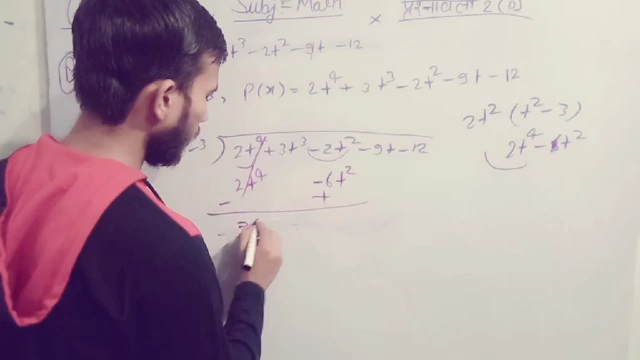 Subj:- Math × प्रश्नावली 2(D)
t³ - 2t² - 9t - 12
P(x) = 2t⁴ + 3t³ - 2t² - 9t - 12
2t² (t² - 3)
2t⁴ - 6t²
-3 ) 2t⁴ + 3t³ - 2t² - 9t - 12
2t⁴ - 6t²
- +